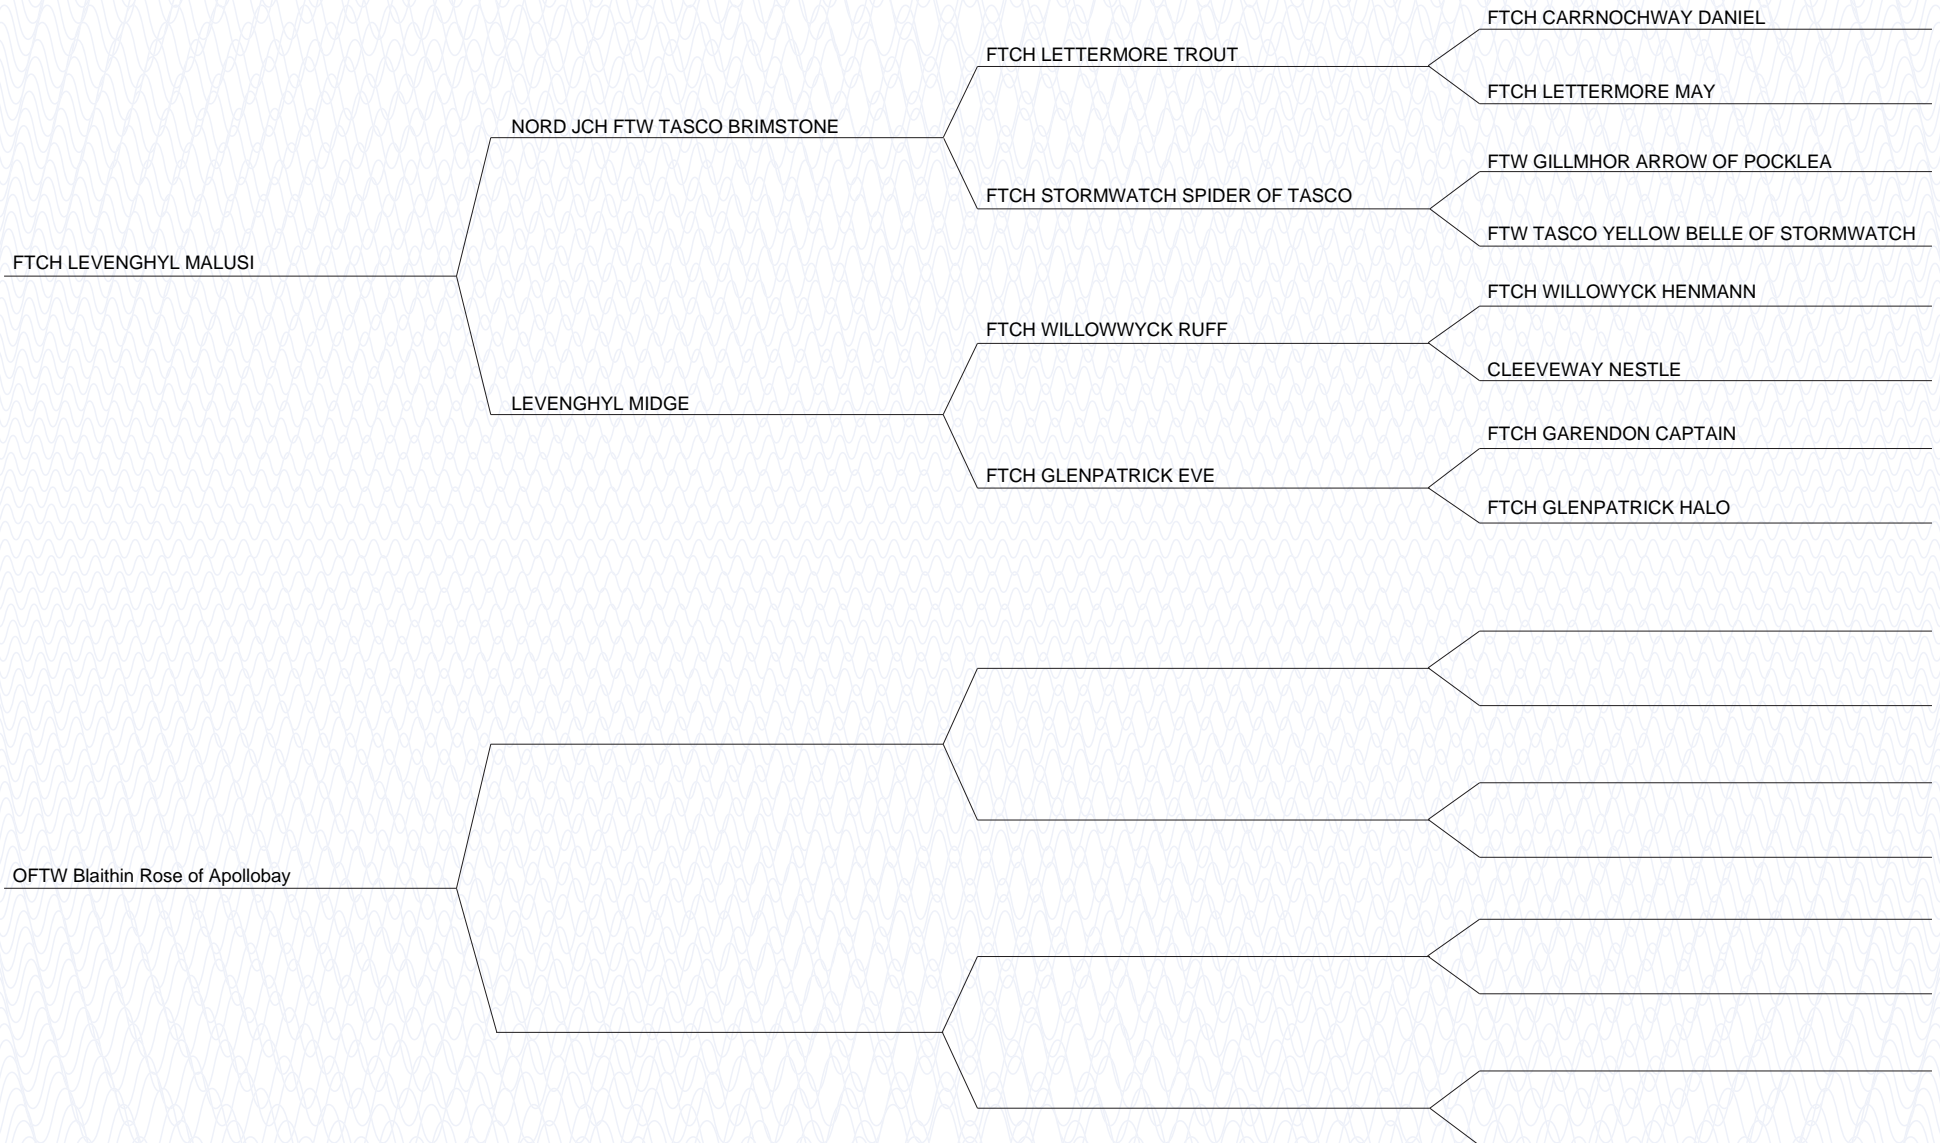 FTCH CARRNOCHWAY DANIEL
FTCH LETTERMORE TROUT
FTCH LETTERMORE MAY
NORD JCH FTW TASCO BRIMSTONE
FTW GILLMHOR ARROW OF POCKLEA
FTCH STORMWATCH SPIDER OF TASCO
FTW TASCO YELLOW BELLE OF STORMWATCH
FTCH LEVENGHYL MALUSI
FTCH WILLOWYCK HENMANN
FTCH WILLOWWYCK RUFF
CLEEVEWAY NESTLE
LEVENGHYL MIDGE
FTCH GARENDON CAPTAIN
FTCH GLENPATRICK EVE
FTCH GLENPATRICK HALO
OFTW Blaithin Rose of Apollobay